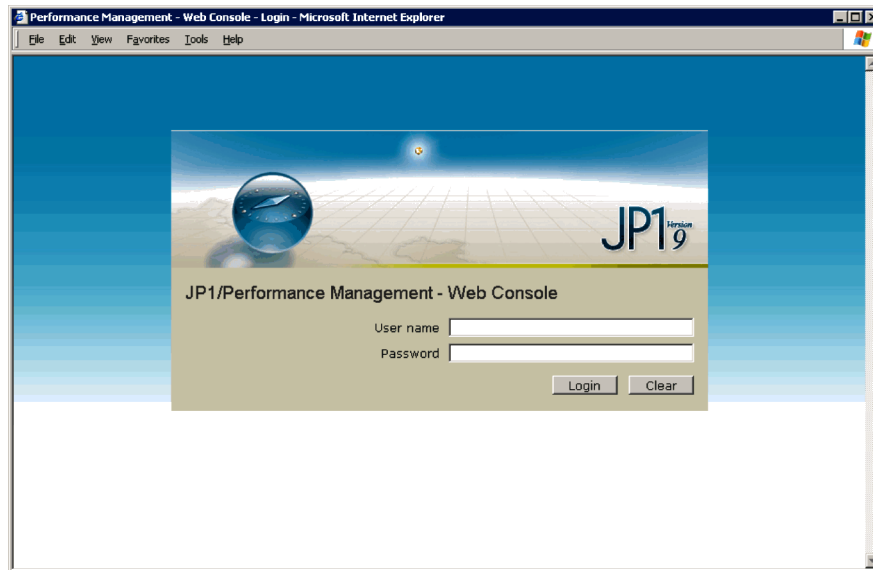 Performance Management - Web Console - Login - Microsoft Internet Explorer
File Edit View Favorites Tools Help
JP1 Version 9
JP1/Performance Management - Web Console
User name
Password
Login Clear